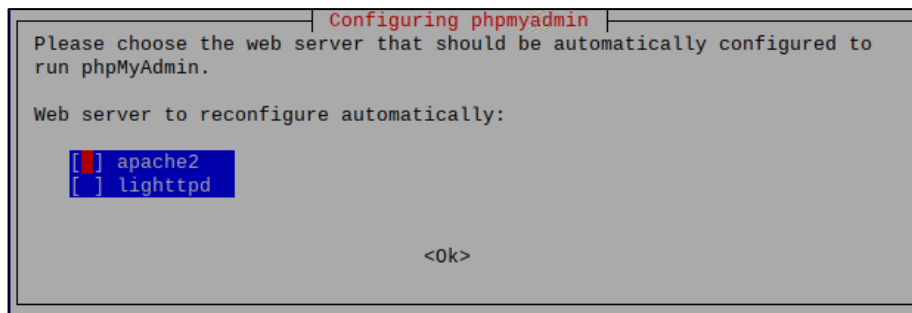 Configuring phpmyadmin
Please choose the web server that should be automatically configured to
run phpMyAdmin.
Web server to reconfigure automatically:
[ ] apache2
[ ] lighttpd
<Ok>